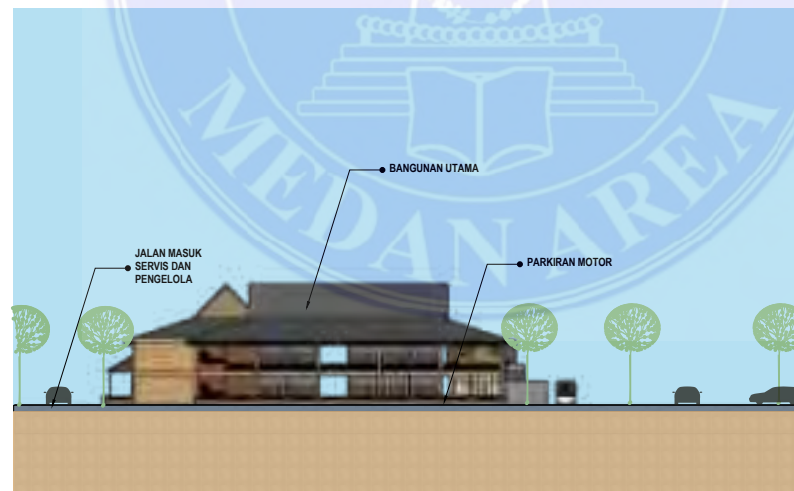 BANGUNAN UTAMA
JALAN MASUK
SERVIS DAN
PENGELOLA
PARKIRAN MOTOR
MEDAN AREA